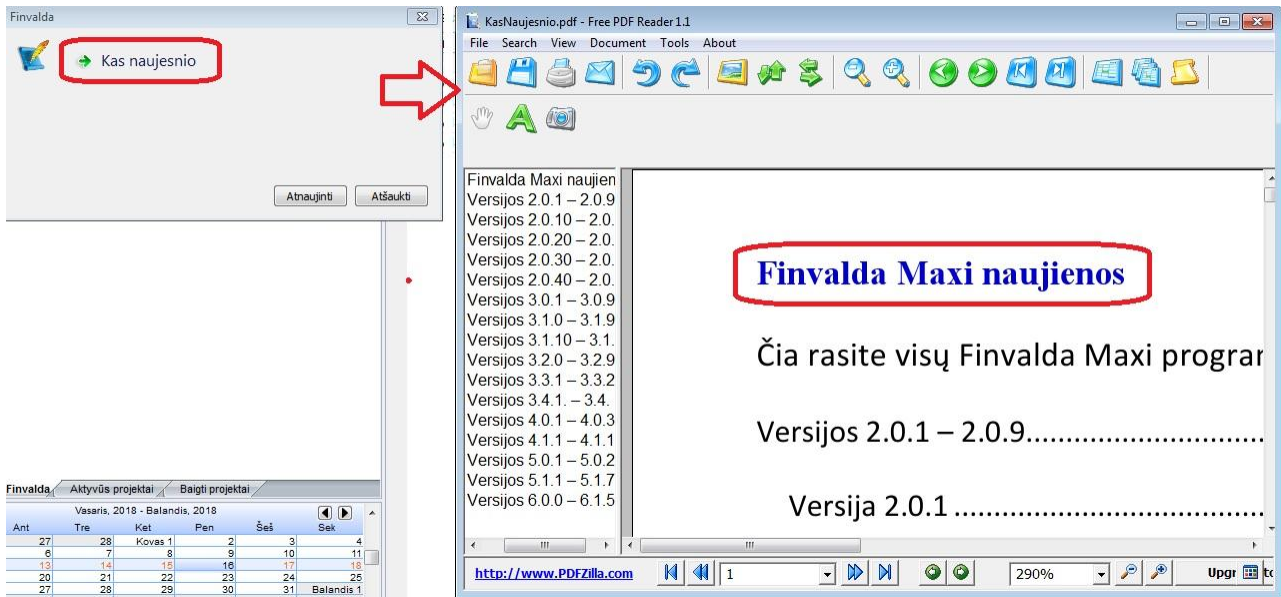 Finvalda
Kas naujesnio
Atnaujinti Atšaukti
Finvalda Aktyvūs projektai Baigti projektai
Vasaris, 2018 - Balandis, 2018
Ant Tre Ket Pen Šeš Sek
27 28 Kovas 1 2 3 4
6 7 8 9 10 11
13 14 15 16 17 18
20 21 22 23 24 25
27 28 29 30 31 Balandis 1
KasNaujesnio.pdf - Free PDF Reader 1.1
File Search View Document Tools About
Finvalda Maxi naujien
Versijos 2.0.1 – 2.0.9
Versijos 2.0.10 – 2.0.
Versijos 2.0.20 – 2.0.
Versijos 2.0.30 – 2.0.
Versijos 2.0.40 – 2.0.
Versijos 3.0.1 – 3.0.9
Versijos 3.1.0 – 3.1.9
Versijos 3.1.10 – 3.1.
Versijos 3.2.0 – 3.2.9
Versijos 3.3.1 – 3.3.2
Versijos 3.4.1. – 3.4.
Versijos 4.0.1 – 4.0.3
Versijos 4.1.1 – 4.1.1
Versijos 5.0.1 – 5.0.2
Versijos 5.1.1 – 5.1.7
Versijos 6.0.0 – 6.1.5
Finvalda Maxi naujienos
Čia rasite visų Finvalda Maxi progra
Versijos 2.0.1 – 2.0.9..............................
Versija 2.0.1 ........................................
http://www.PDFZilla.com 1 290% Upgr